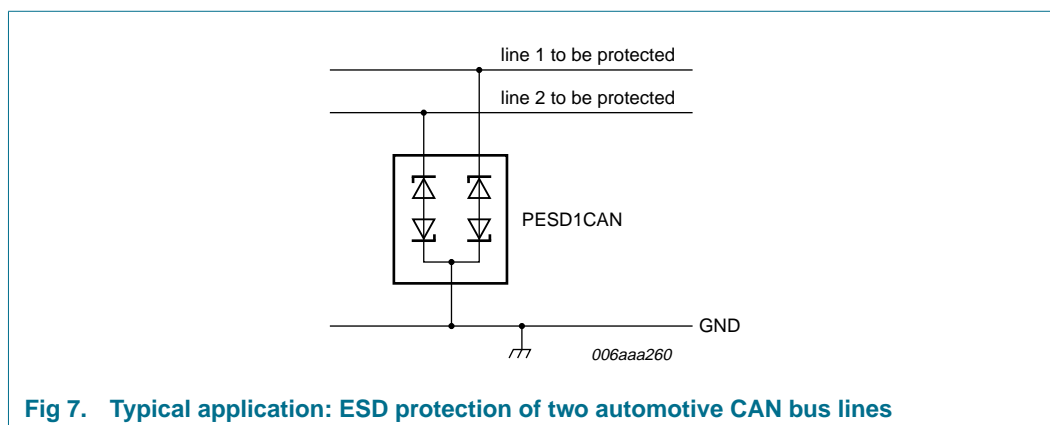 line 1 to be protected
line 2 to be protected
PESD1CAN
GND
006aaa260
Fig 7. Typical application: ESD protection of two automotive CAN bus lines